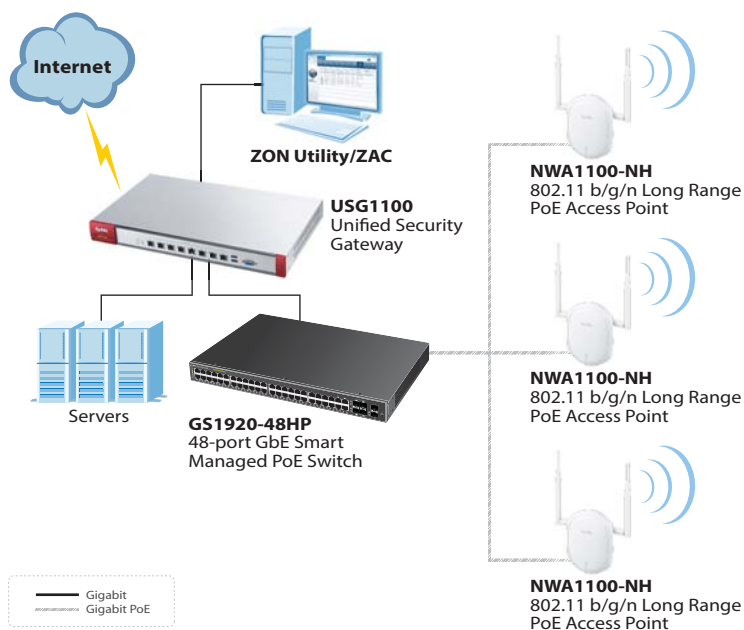 Internet
ZON Utility/ZAC
USG1100
Unified Security
Gateway
Servers
GS1920-48HP
48-port GbE Smart
Managed PoE Switch
NWA1100-NH
802.11 b/g/n Long Range
PoE Access Point
NWA1100-NH
802.11 b/g/n Long Range
PoE Access Point
NWA1100-NH
802.11 b/g/n Long Range
PoE Access Point
Gigabit
Gigabit PoE